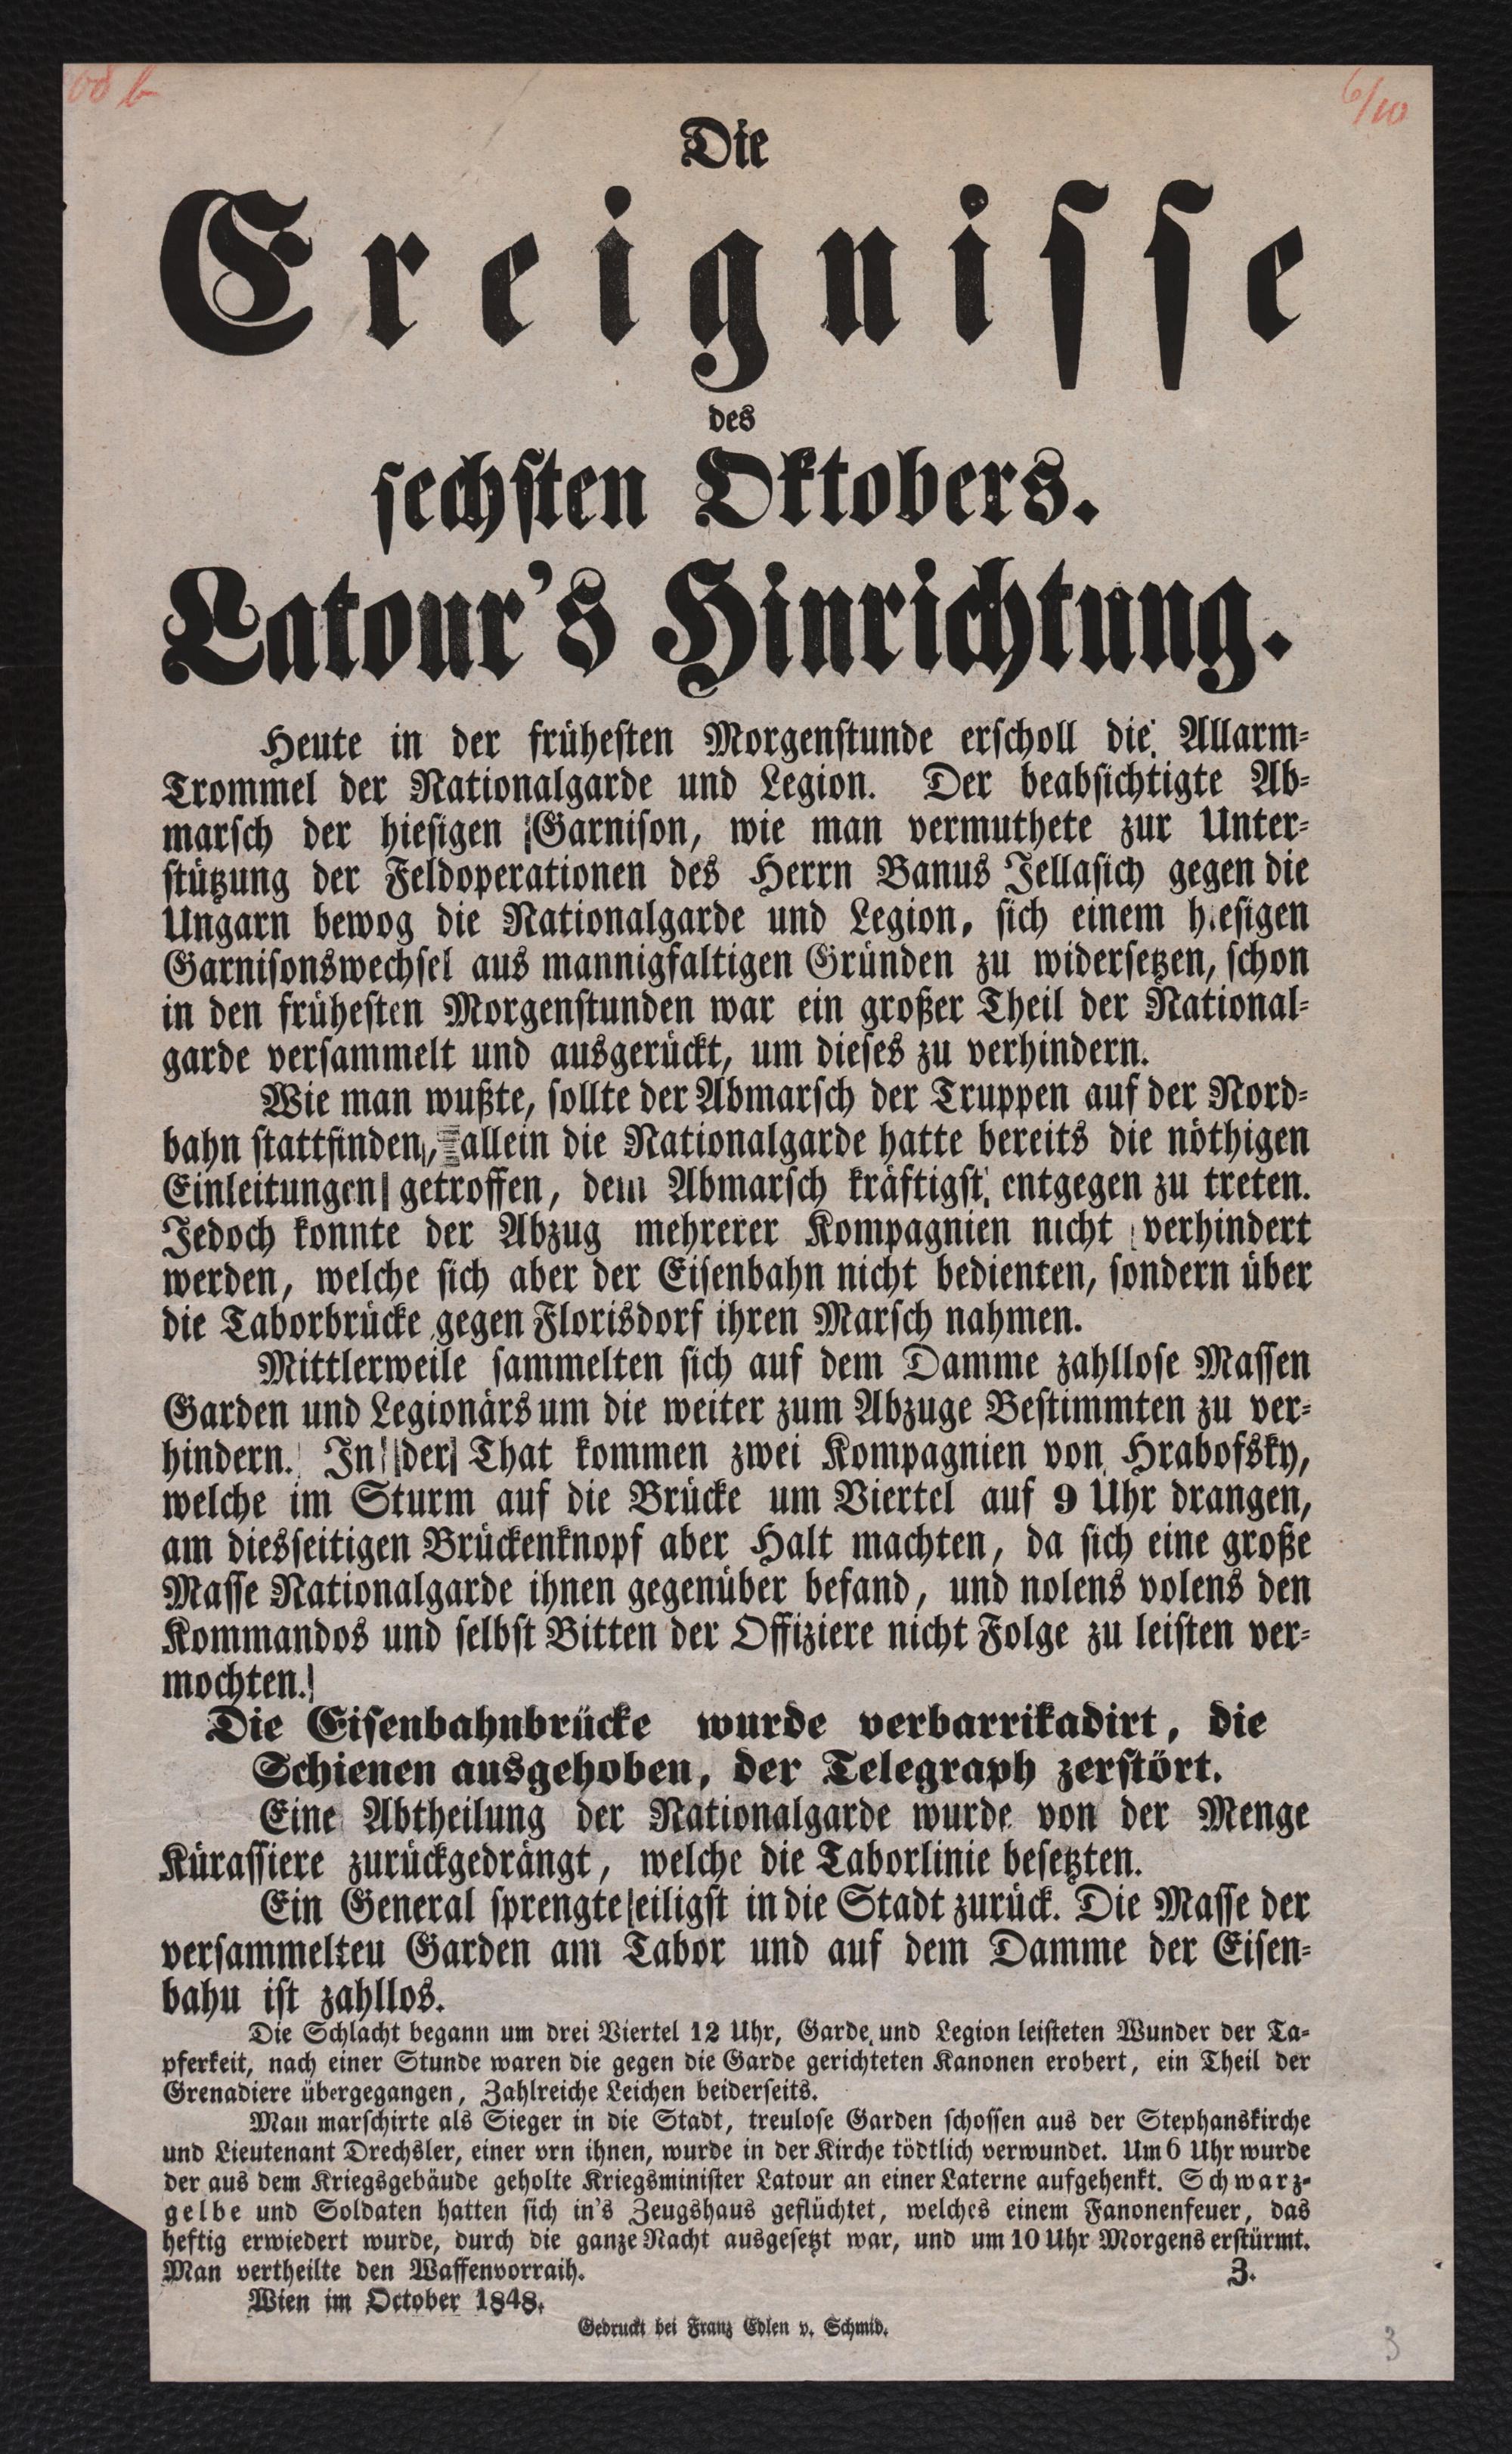 6/10
Die
Ereignisse
des
sechsten Oktobers.
Latour's Hinrichtung.
Heute in der frühesten Morgenstunde erscholl die Allarm-
Trommel der Nationalgarde und Legion. Der beabsichtigte Ab-
marsch der hiesigen Garnison, wie man vermuthete zur Unter-
stützung der Feldoperationen des Herrn Banus Jellasich gegen die
Ungarn bewog die Nationalgarde und Legion, sich einem h.esigen
Garnisonswechsel aus mannigfaltigen Gründen zu widersetzen, schon
in den frühesten Morgenstunden war ein großer Theil der National-
garde versammelt und ausgerückt, um dieses zu verhindern.
Wie man wußte, sollte der Abmarsch der Truppen auf der Nord-
bahn stattfinden, allein die Nationalgarde hatte bereits die nöthigen
Einleitungen getroffen, dem Abmarsch kräftigst entgegen zu treten.
Jedoch konnte der Abzug mehrerer Kompagnien nicht verhindert
werden, welche sich aber der Eisenbahn nicht bedienten, sondern über
die Taborbrücke gegen Florisdorf ihren Marsch nahmen.
Mittlerweile sammelten sich auf dem Damme zahllose Massen
Garden und Legionärs um die weiter zum Abzuge Bestimmten zu ver-
hindern. In der That kommen zwei Kompagnien von Hrabofsky,
welche im Sturm auf die Brücke um Viertel auf 9 Uhr drangen,
am diesseitigen Brückenknopf aber Halt machten, da sich eine große
Masse Nationalgarde ihnen gegenüber befand, und nolens volens den
Kommandos und selbst Bitten der Offiziere nicht Folge zu leisten ver-
mochten.
Die Eisenbahnbrücke wurde verbarrikadirt, die
Schienen ausgehoben, der Telegraph zerstört.
Eine Abtheilung der Nationalgarde wurde von der Menge
Kürassiere zurückgedrängt, welche die Taborlinie besetzten.
Ein General sprengte eiligst in die Stadt zurück. Die Masse der
versammelteu Garden am Tabor und auf dem Damme der Eisen-
bahu ist zahllos.
Die Schlacht begann um drei Viertel 12 Uhr, Garde und Legion leisteten Wunder der Ta-
pferkeit, nach einer Stunde waren die gegen die Garde gerichteten Kanonen erobert, ein Theil der
Grenadiere übergegangen, Zahlreiche Leichen beiderseits.
Mau marschirte als Sieger in die Stadt, treulose Garden schossen aus der Stephanskirche
und Lieutenant Drechsler, einer vrn ihnen, wurde in der Kirche tödtlich verwundet. Um 6 Uhr wurde
der aus dem Kriegsgebäude geholte Kriegsminister Latour an einer Laterne aufgehenkt. Schwarz-
gelbe und Soldaten hatten sich in's Zeugshaus geflüchtet, welches einem Fanonenfeuer, das
heftig erwiedert wurde, durch die ganze Nacht ausgesetzt war, und um 10 Uhr Morgens erstürmt.
Man vertheilte den Waffenvorraih. 3.
Wien im October 1848.
Gedruckt bei Franz Edlen v. Schmid.
3